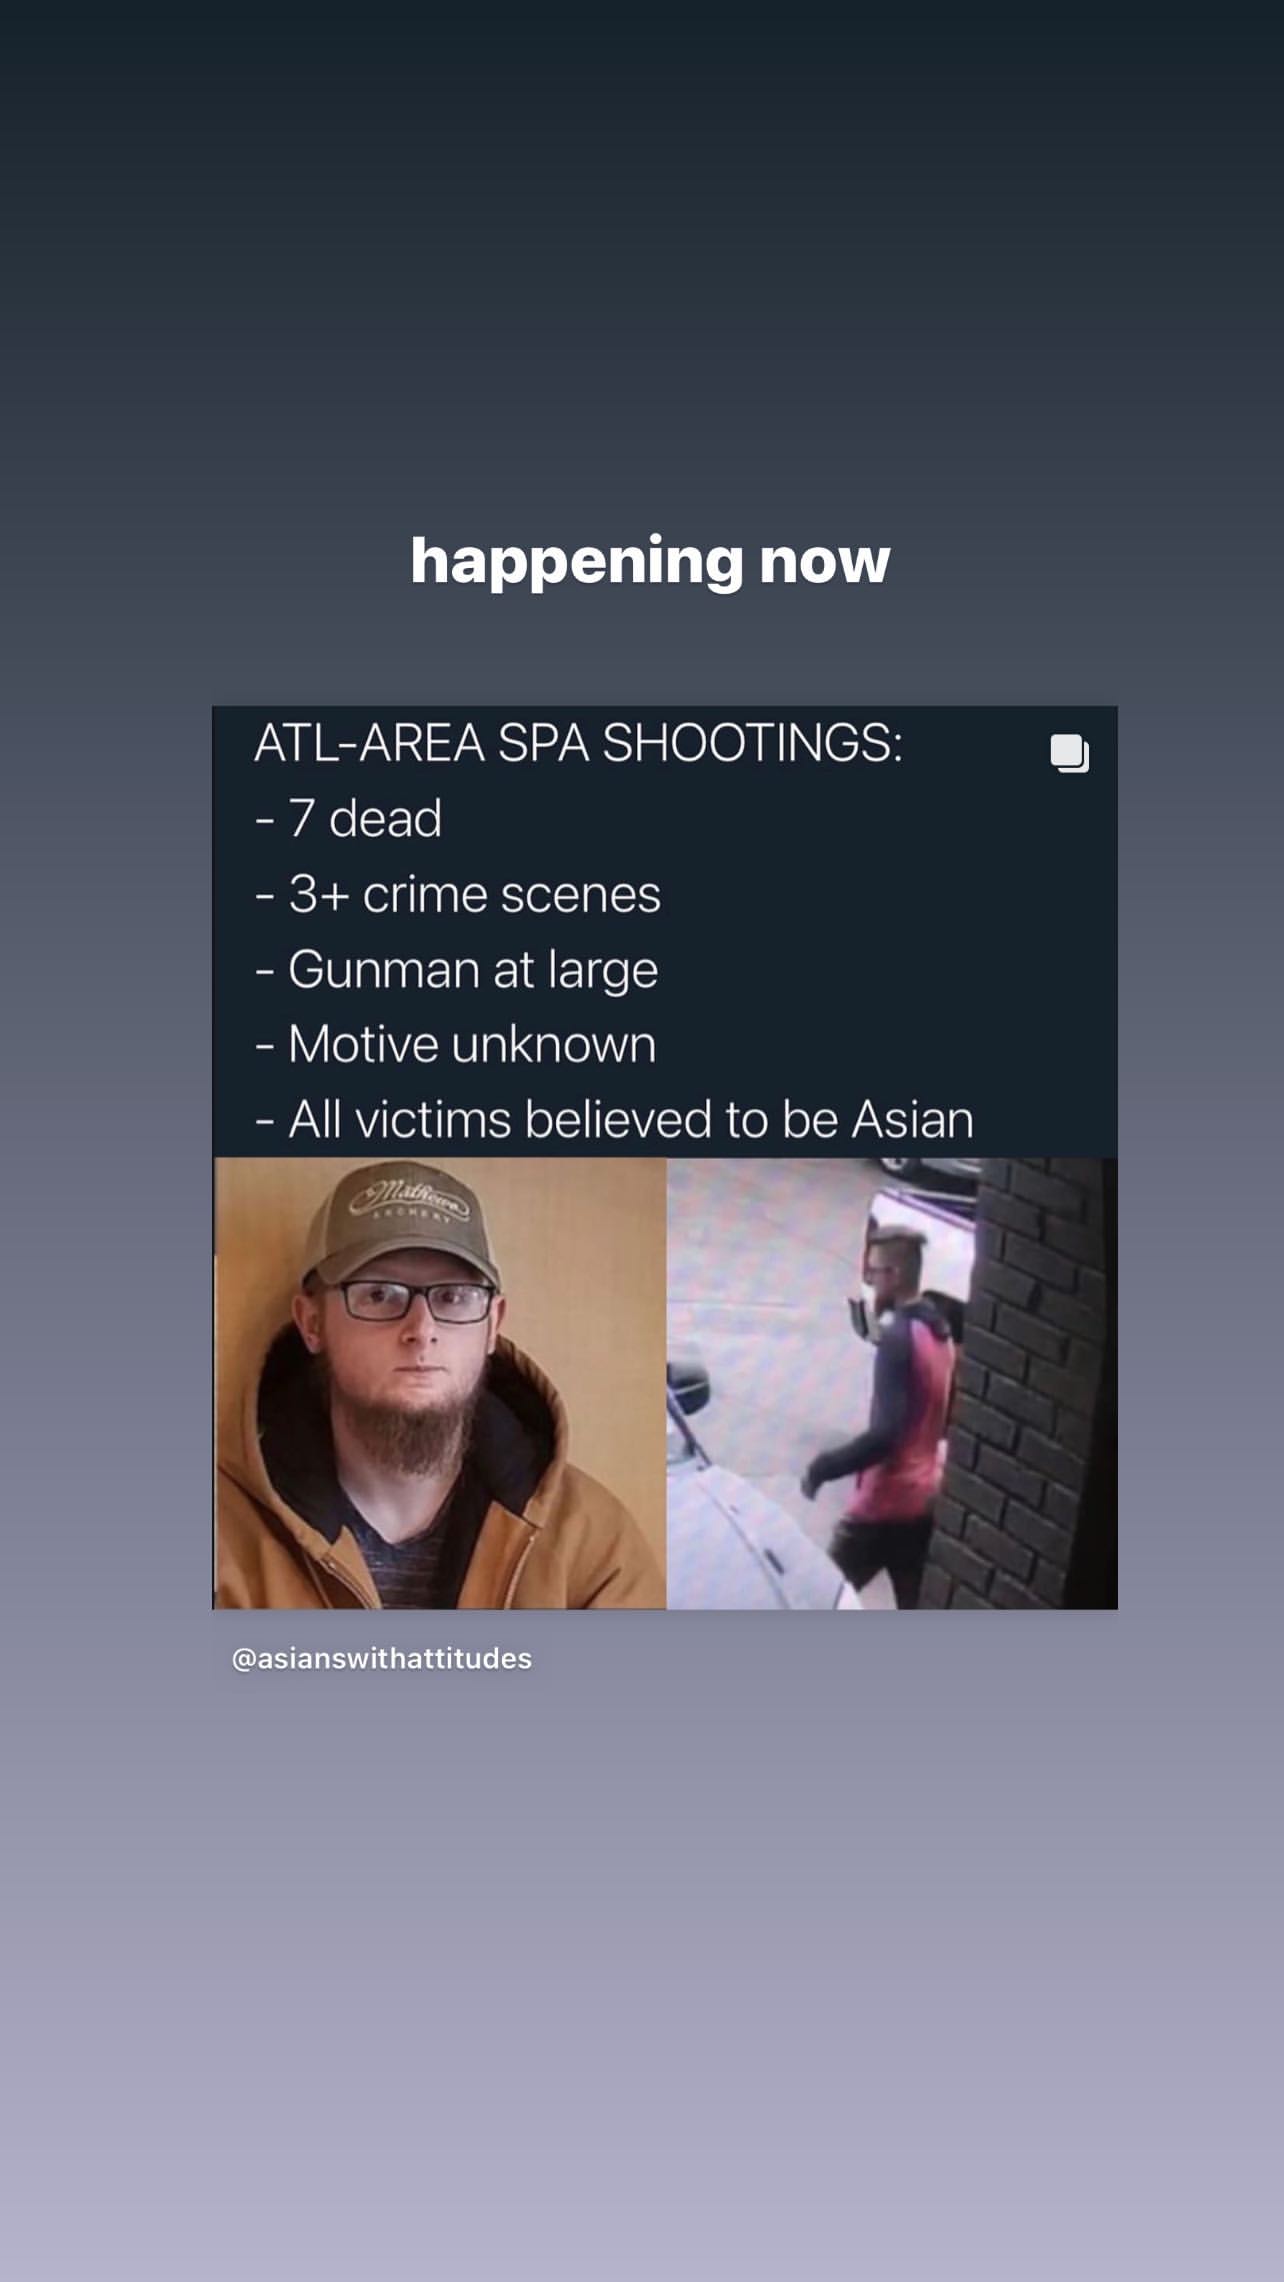 happening now
ATL-AREA SPA SHOOTINGS:
- 7 dead
- 3+ crime scenes
- Gunman at large
- Motive unknown
- All victims believed to be Asian
Mathews
ARCHERY
@asianswithattitudes